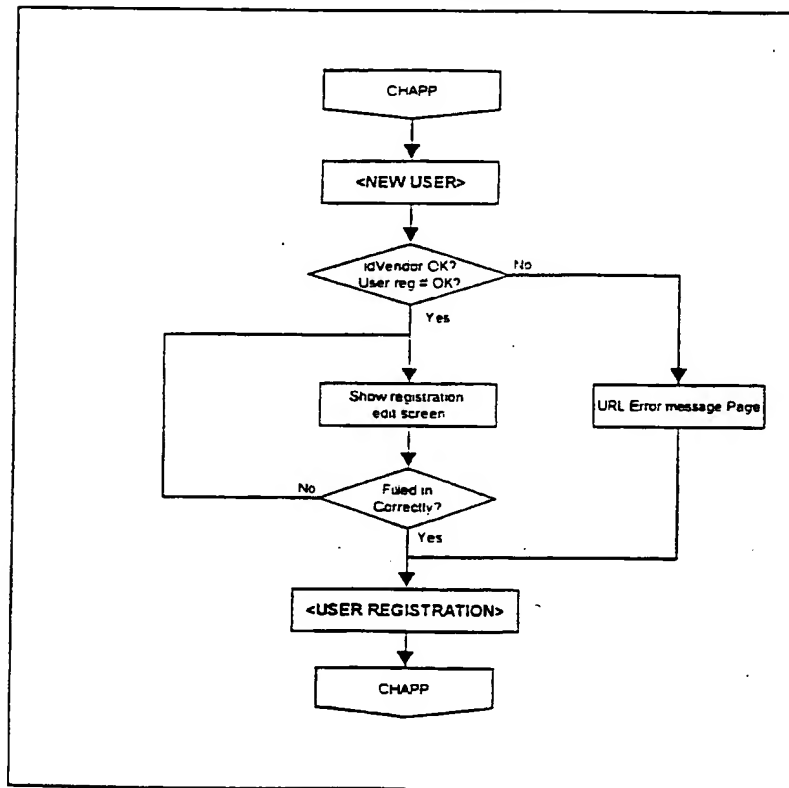 CHAPP
<NEW USER>
idVendor OK?
User reg # OK?
No
Yes
Show registration
edit screen
URL Error message Page
No
Filled in
Correctly?
Yes
<USER REGISTRATION>
CHAPP